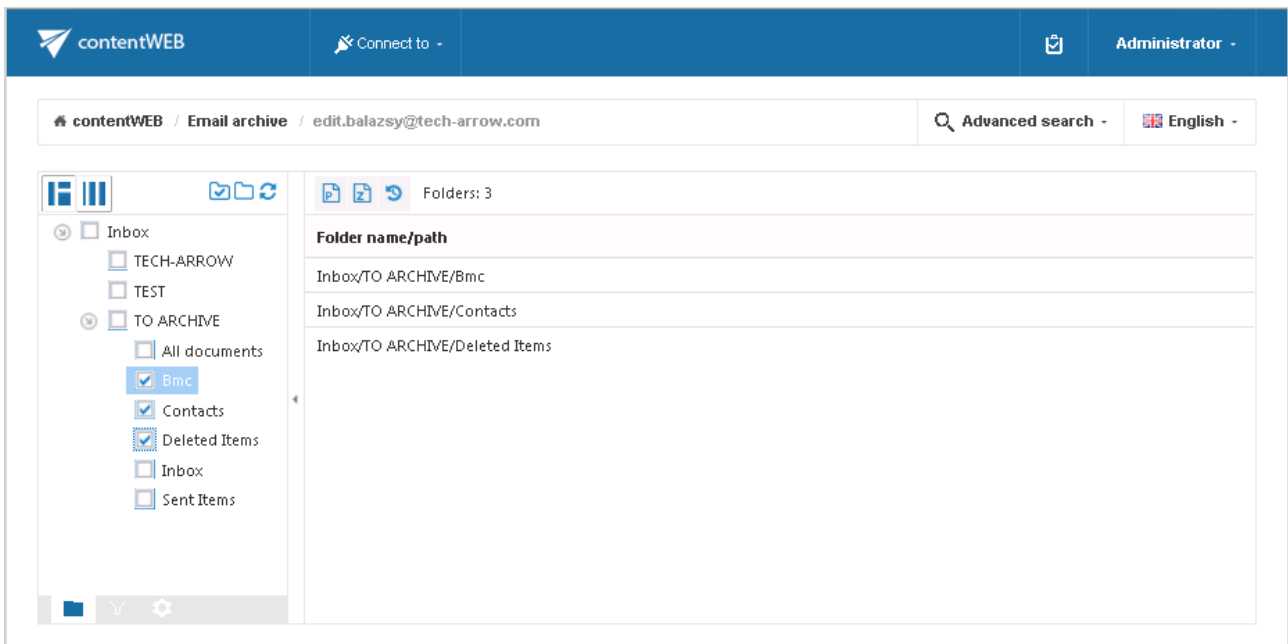 contentWEB
Connect to
Administrator
contentWEB / Email archive / edit.balazsy@tech-arrow.com
Advanced search
English
Folders: 3
Inbox
TECH-ARROW
TEST
TO ARCHIVE
All documents
Bmc
Contacts
Deleted Items
Inbox
Sent Items
Folder name/path
Inbox/TO ARCHIVE/Bmc
Inbox/TO ARCHIVE/Contacts
Inbox/TO ARCHIVE/Deleted Items